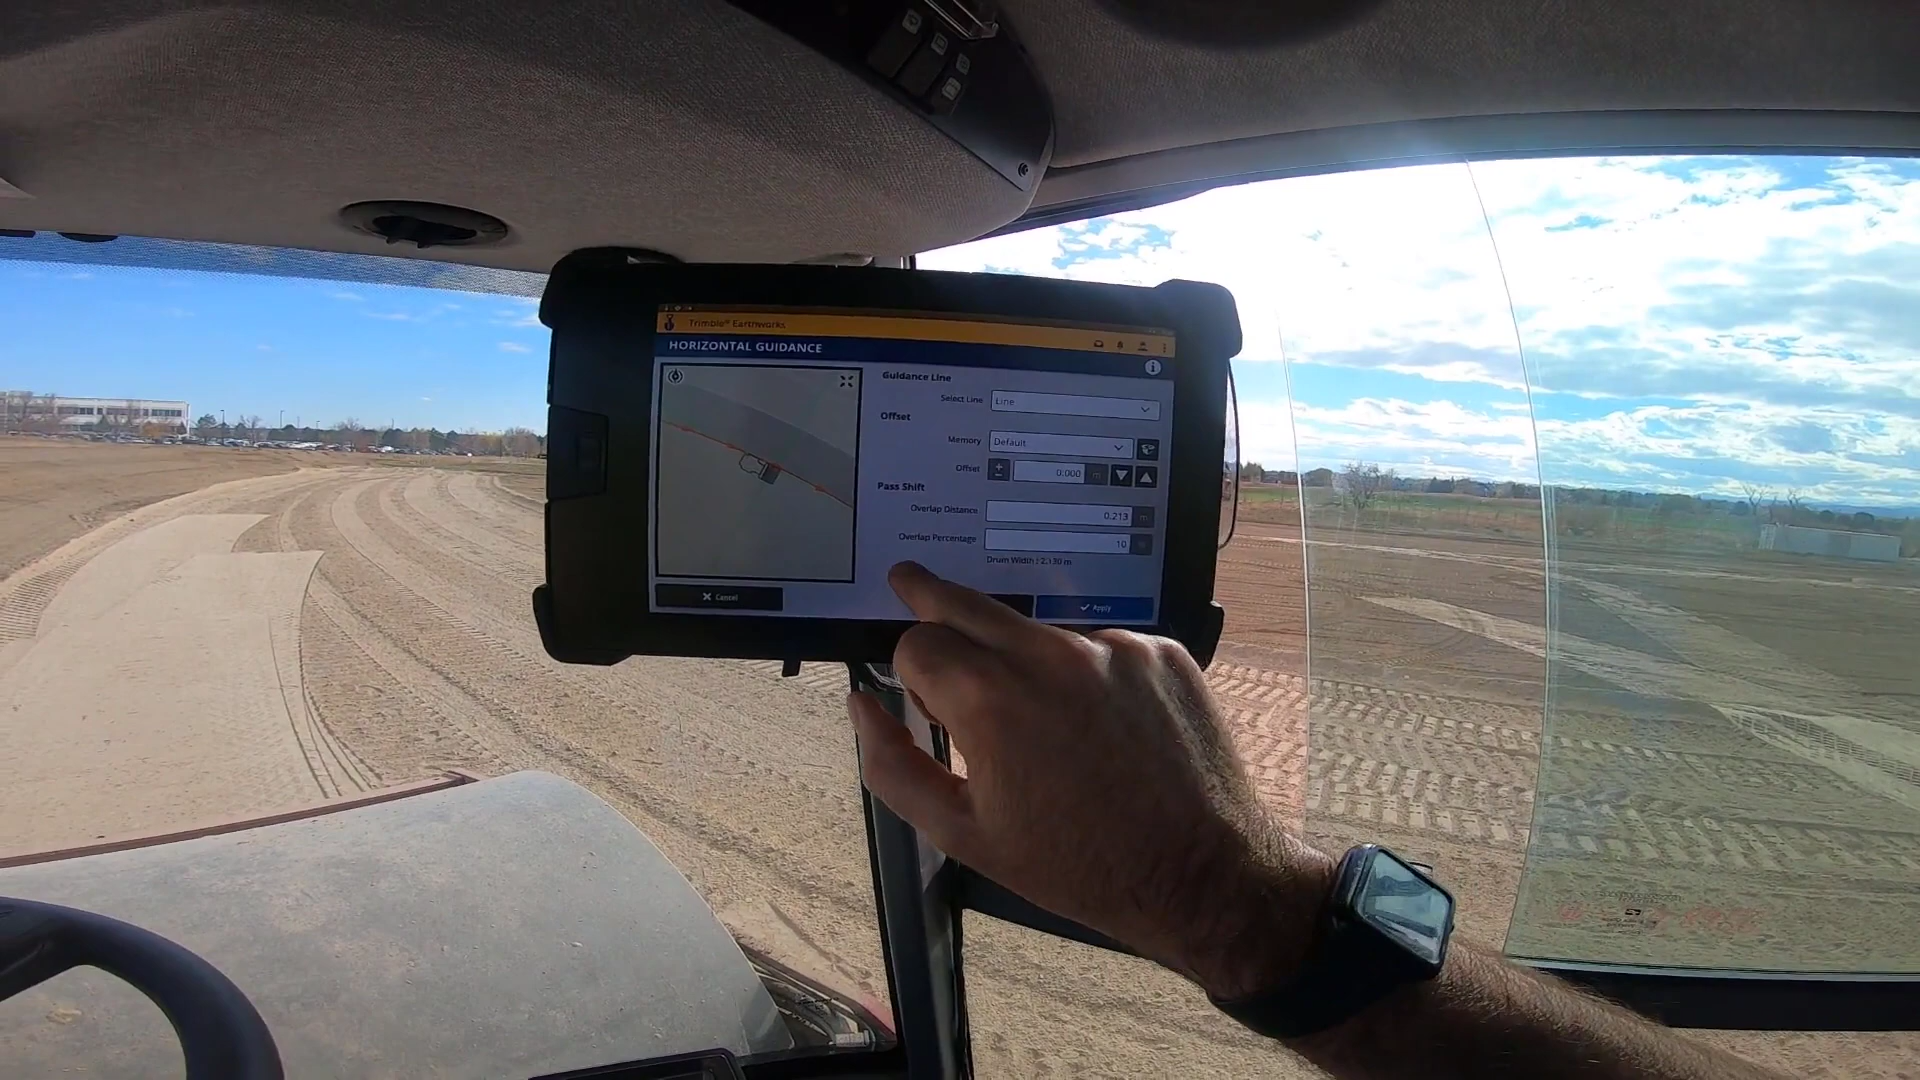 Trimble® Earthworks
HORIZONTAL GUIDANCE
Guidance Line
Select Line Line
Offset
Memory Default
Offset 0.000 m
Pass Shift
Overlap Distance 0.213 m
Overlap Percentage 10
Drum Width : 2.130 m
Cancel
Apply